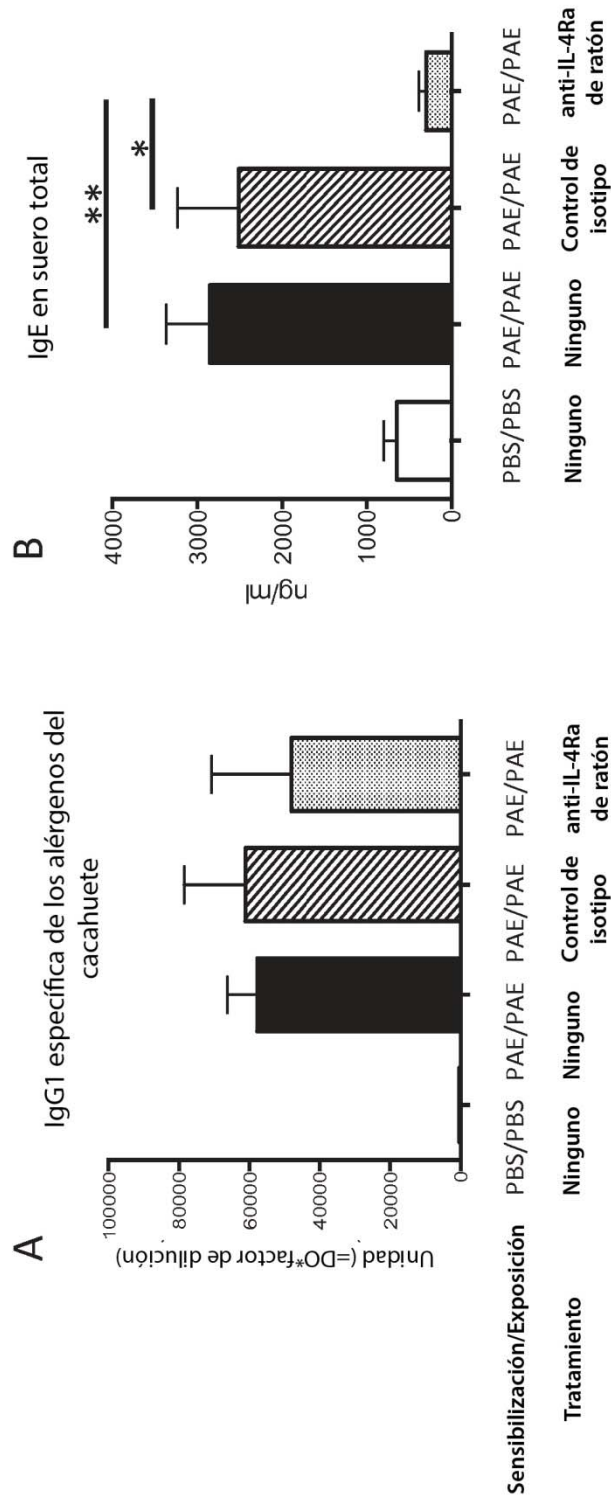 A
IgG1 específica de los alérgenos del
cacahuete
Unidad (=DO*factor de dilución)
100000
80000
60000
40000
20000
0
Sensibilización/Exposición PBS/PBS PAE/PAE PAE/PAE PAE/PAE
Tratamiento Ninguno Ninguno Control de isotipo anti-IL-4Ra de ratón
B
IgE en suero total
**
*
ng/ml
4000
3000
2000
1000
0
PBS/PBS PAE/PAE PAE/PAE PAE/PAE
Ninguno Ninguno Control de isotipo anti-IL-4Ra de ratón